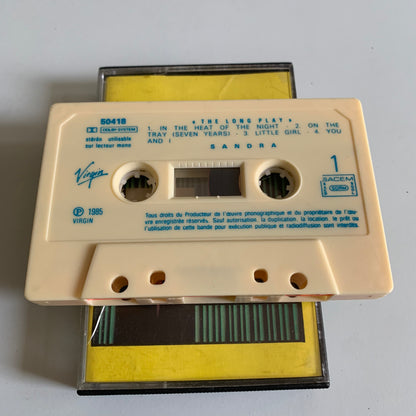 50418
« THE LONG PLAY »
DOLBY SYSTEM
1. IN THE HEAT OF THE NIGHT - 2. ON THE
TRAY (SEVEN YEARS) - 3. LITTLE GIRL - 4. YOU
AND I
stéréo utilisable
sur lecteur mono
SANDRA
Virgin
1
SACEM
SDRM
Ⓟ 1985
VIRGIN
Tous droits du Producteur de l'œuvre phonographique et du propriétaire de l'œu-
vre enregistrée réservés. Sauf autorisation, la duplication, la location, le prêt ou
l'utilisation de cette bande pour exécution publique et radiodiffusion sont interdits.